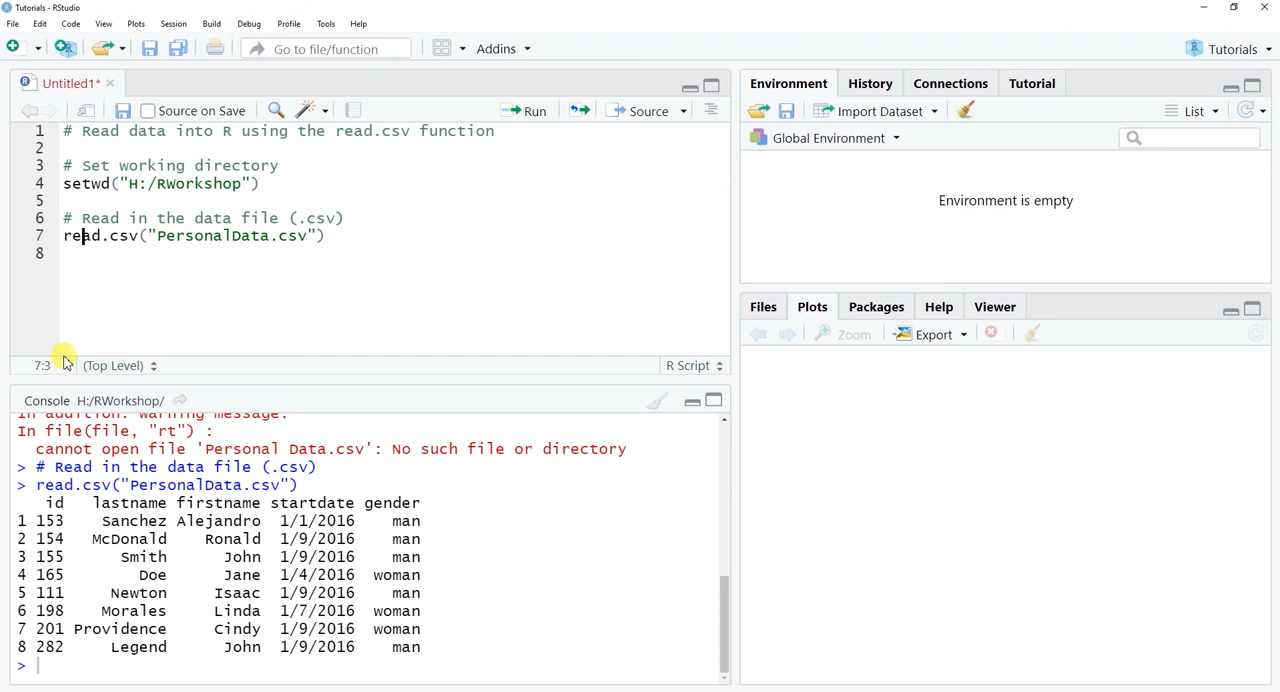 Tutorials - RStudio
File Edit Code View Plots Session Build Debug Profile Tools Help
Go to file/function Addins Tutorials
Untitled1*
Source on Save Run Source
1 # Read data into R using the read.csv function
2
3 # Set working directory
4 setwd("H:/RWorkshop")
5
6 # Read in the data file (.csv)
7 read.csv("PersonalData.csv")
8
7:3 (Top Level) R Script
Console H:/RWorkshop/
In addition: Warning message:
In file(file, "rt") :
cannot open file 'Personal Data.csv': No such file or directory
> # Read in the data file (.csv)
> read.csv("PersonalData.csv")
id lastname firstname startdate gender
1 153 Sanchez Alejandro 1/1/2016 man
2 154 McDonald Ronald 1/9/2016 man
3 155 Smith John 1/9/2016 man
4 165 Doe Jane 1/4/2016 woman
5 111 Newton Isaac 1/9/2016 man
6 198 Morales Linda 1/7/2016 woman
7 201 Providence Cindy 1/9/2016 woman
8 282 Legend John 1/9/2016 man
>
Environment History Connections Tutorial
Import Dataset List
Global Environment
Environment is empty
Files Plots Packages Help Viewer
Zoom Export